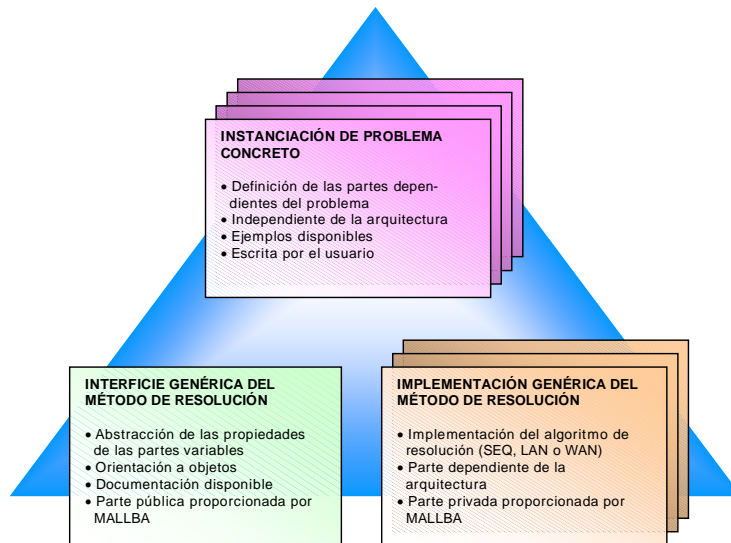 INSTANCIACIÓN DE PROBLEMA
CONCRETO
• Definición de las partes depen-
dientes del problema
• Independiente de la arquitectura
• Ejemplos disponibles
• Escrita por el usuario
INTERFICIE GENÉRICA DEL
MÉTODO DE RESOLUCIÓN
• Abstracción de las propiedades
de las partes variables
• Orientación a objetos
• Documentación disponible
• Parte pública proporcionada por
MALLBA
IMPLEMENTACIÓN GENÉRICA DEL
MÉTODO DE RESOLUCIÓN
• Implementación del algoritmo de
resolución (SEQ, LAN o WAN)
• Parte dependiente de la
arquitectura
• Parte privada proporcionada por
MALLBA